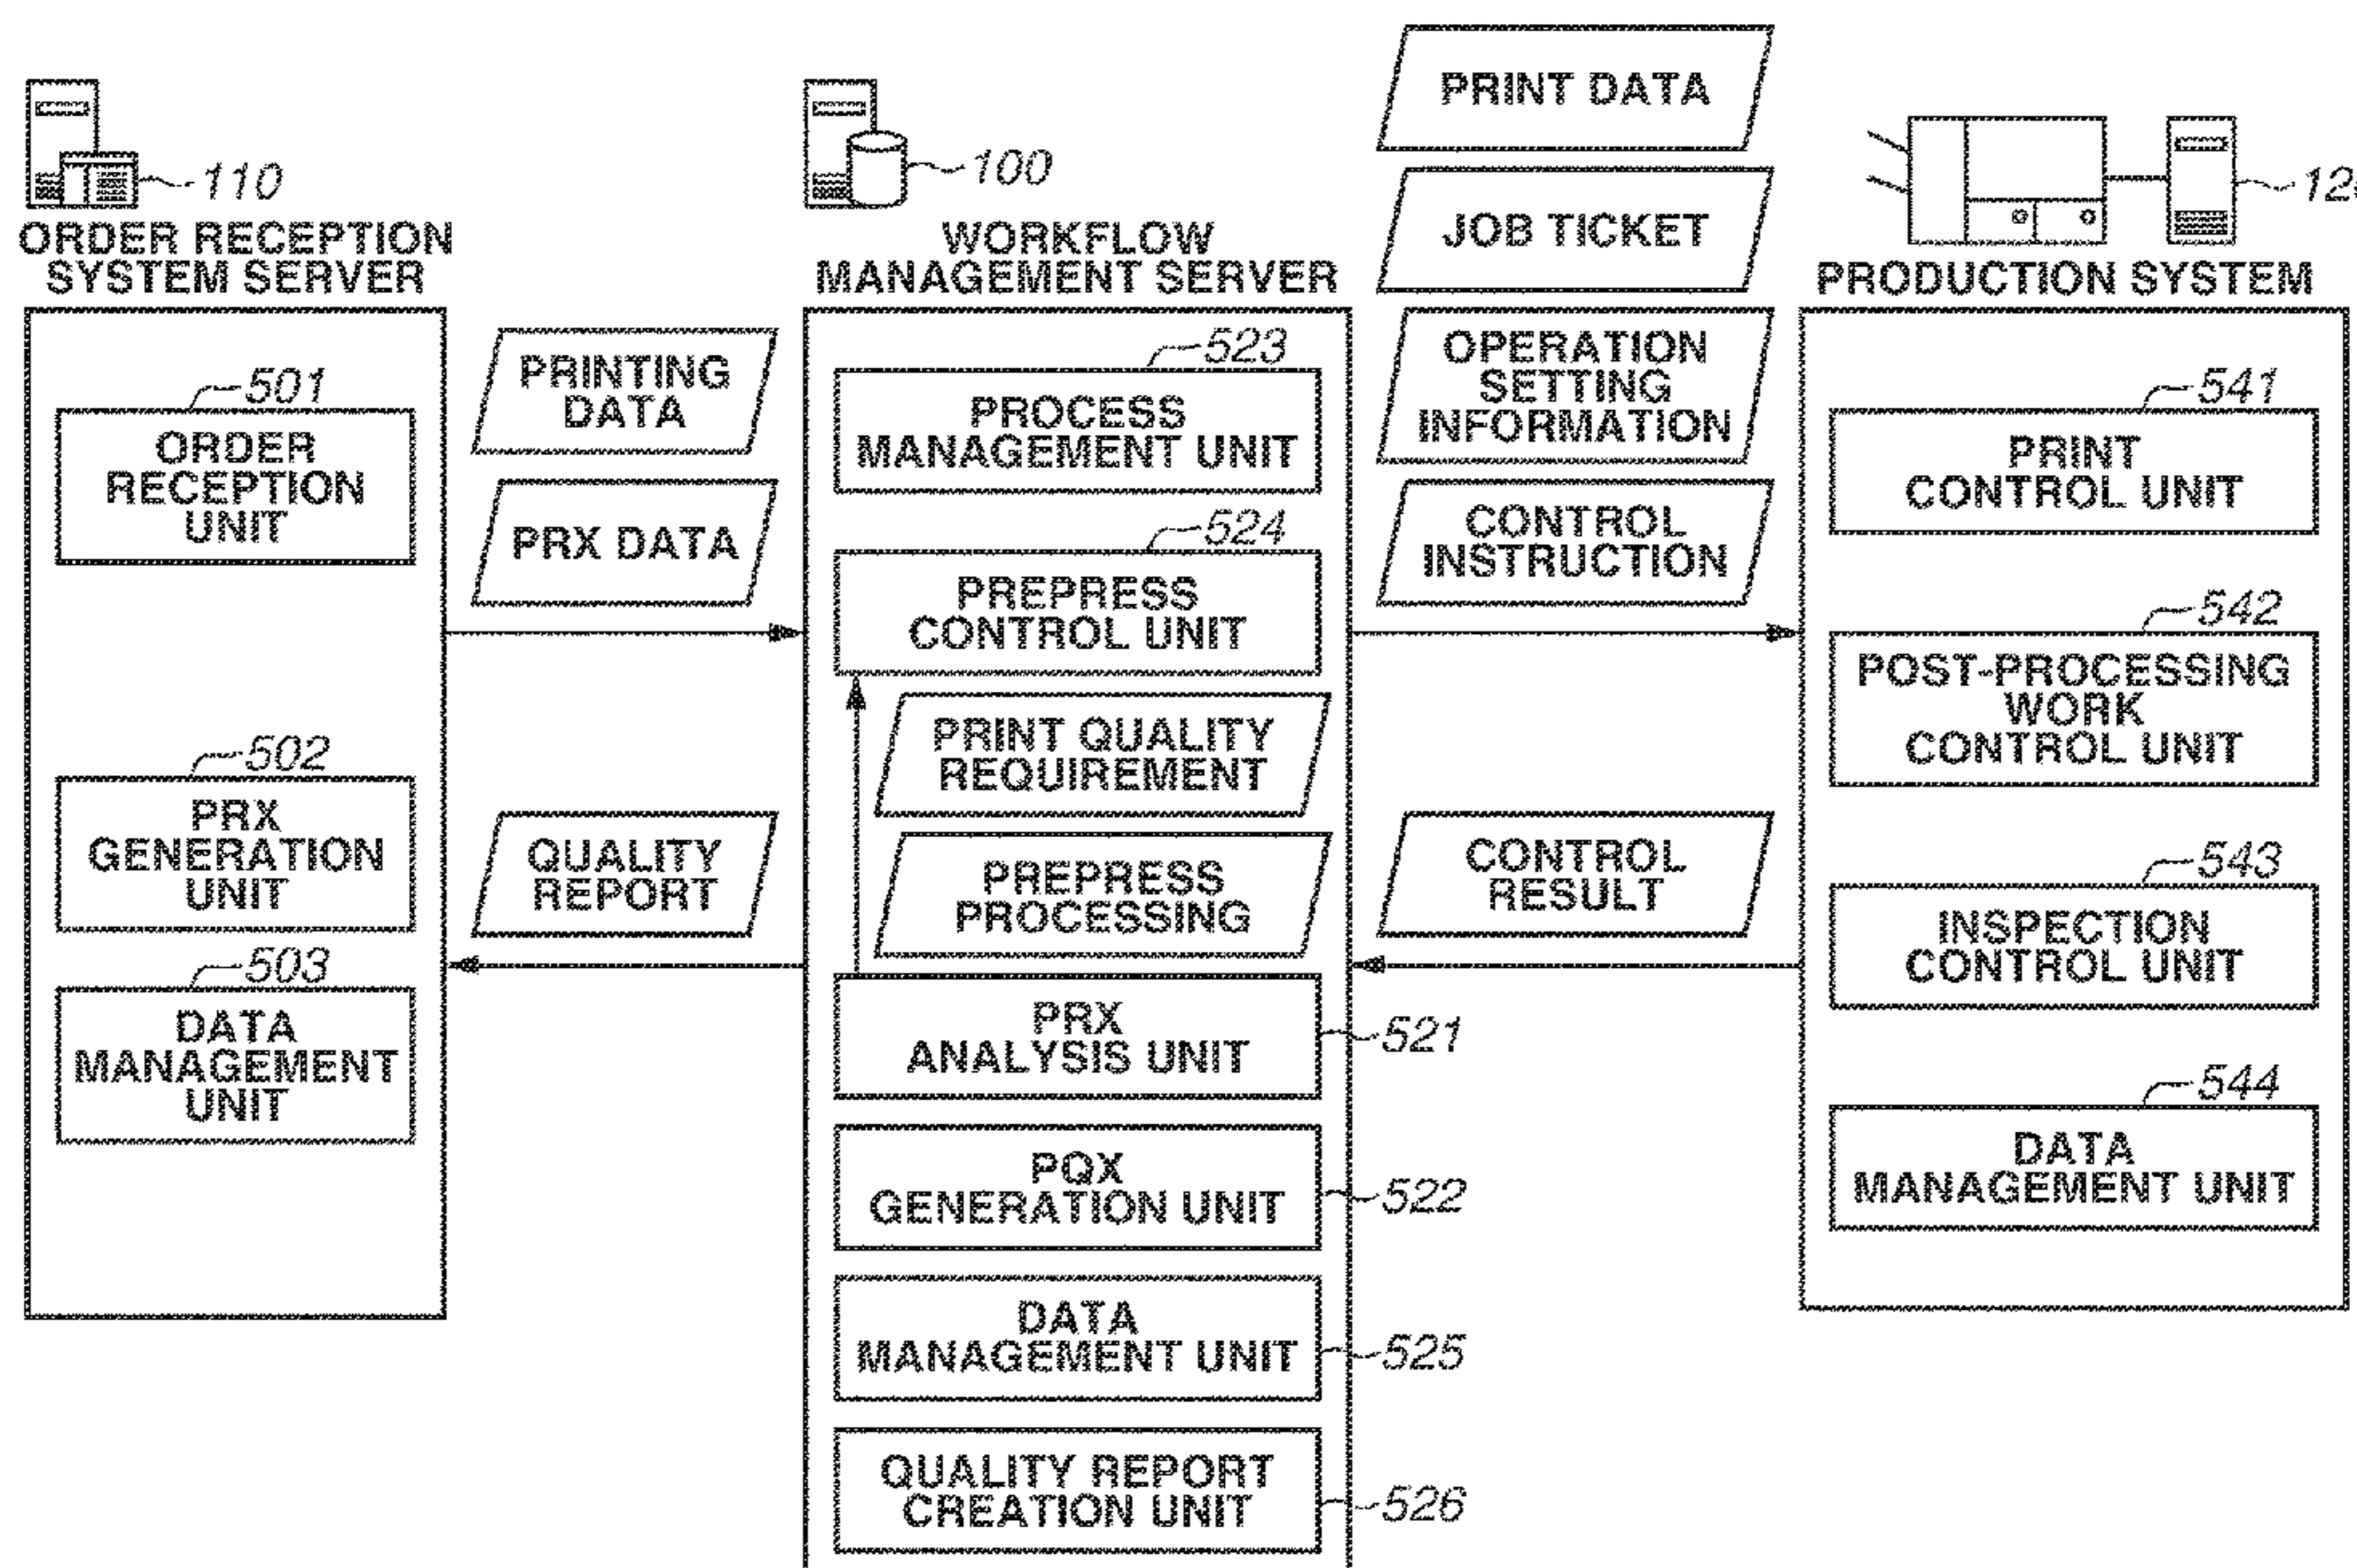 110
ORDER RECEPTION
SYSTEM SERVER
501
ORDER
RECEPTION
UNIT
502
PRX
GENERATION
UNIT
503
DATA
MANAGEMENT
UNIT
PRINTING
DATA
PRX DATA
QUALITY
REPORT
100
WORKFLOW
MANAGEMENT SERVER
523
PROCESS
MANAGEMENT UNIT
524
PREPRESS
CONTROL UNIT
PRINT QUALITY
REQUIREMENT
PREPRESS
PROCESSING
PRX
ANALYSIS UNIT
521
PQX
GENERATION UNIT
522
DATA
MANAGEMENT UNIT
525
QUALITY REPORT
CREATION UNIT
526
PRINT DATA
JOB TICKET
OPERATION
SETTING
INFORMATION
CONTROL
INSTRUCTION
CONTROL
RESULT
PRODUCTION SYSTEM
541
PRINT
CONTROL UNIT
542
POST-PROCESSING
WORK
CONTROL UNIT
543
INSPECTION
CONTROL UNIT
544
DATA
MANAGEMENT UNIT